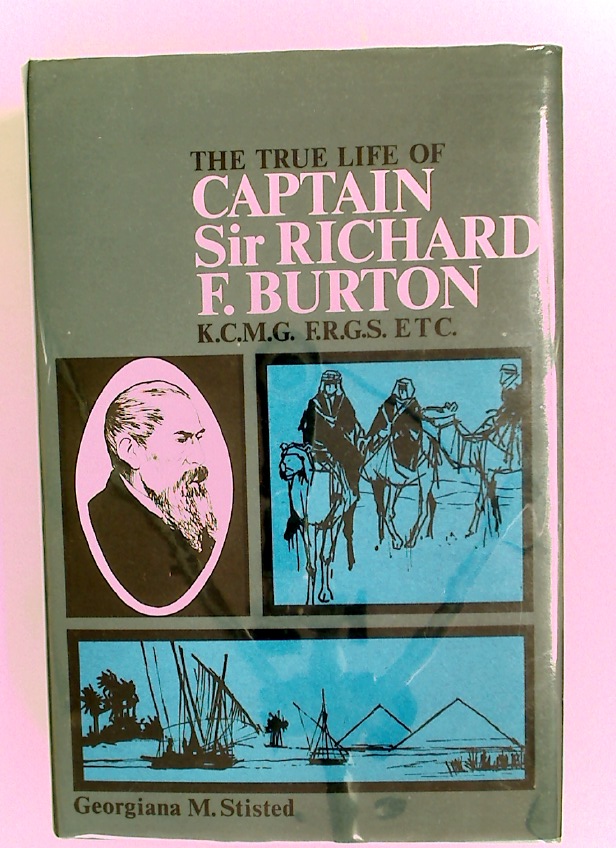 THE TRUE LIFE OF
CAPTAIN
Sir RICHARD
F. BURTON
K.C.M.G. F.R.G.S. ETC.
Georgiana M. Stisted